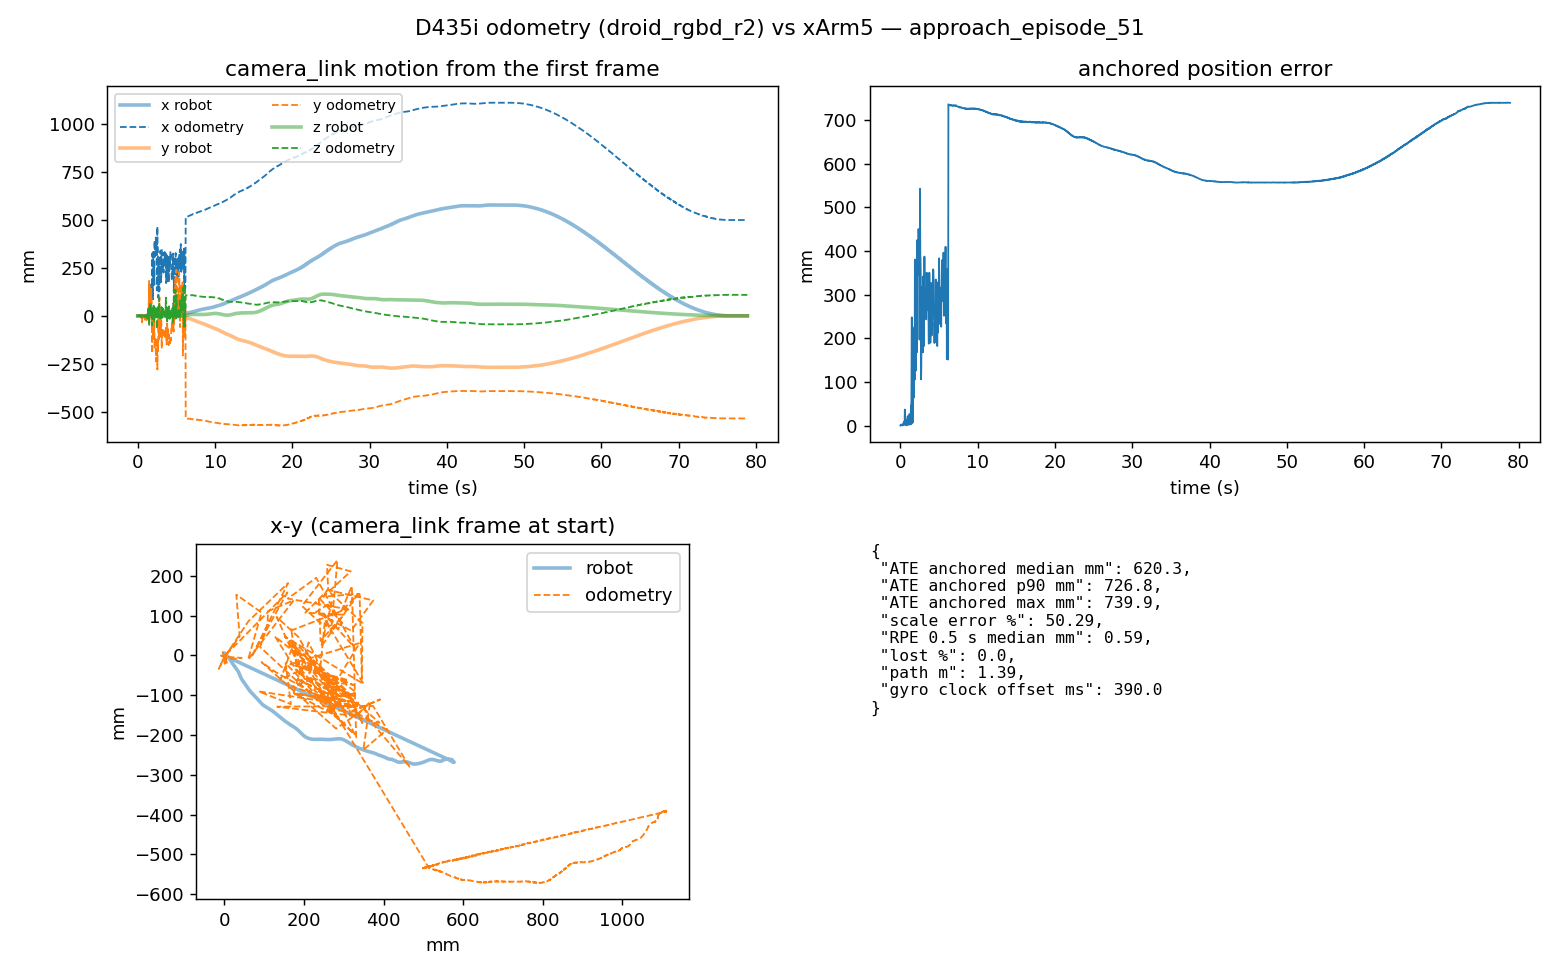 D435i odometry (droid_rgbd_r2) vs xArm5 — approach_episode_51
camera_link motion from the first frame
x robot
x odometry
y robot
y odometry
z robot
z odometry
1000
750
500
250
0
−250
−500
mm
0 10 20 30 40 50 60 70 80
time (s)
anchored position error
700
600
500
400
300
200
100
0
mm
0 10 20 30 40 50 60 70 80
time (s)
x-y (camera_link frame at start)
robot
odometry
200
100
0
−100
−200
−300
−400
−500
−600
mm
0 200 400 600 800 1000
mm
{
"ATE anchored median mm": 620.3,
"ATE anchored p90 mm": 726.8,
"ATE anchored max mm": 739.9,
"scale error %": 50.29,
"RPE 0.5 s median mm": 0.59,
"lost %": 0.0,
"path m": 1.39,
"gyro clock offset ms": 390.0
}